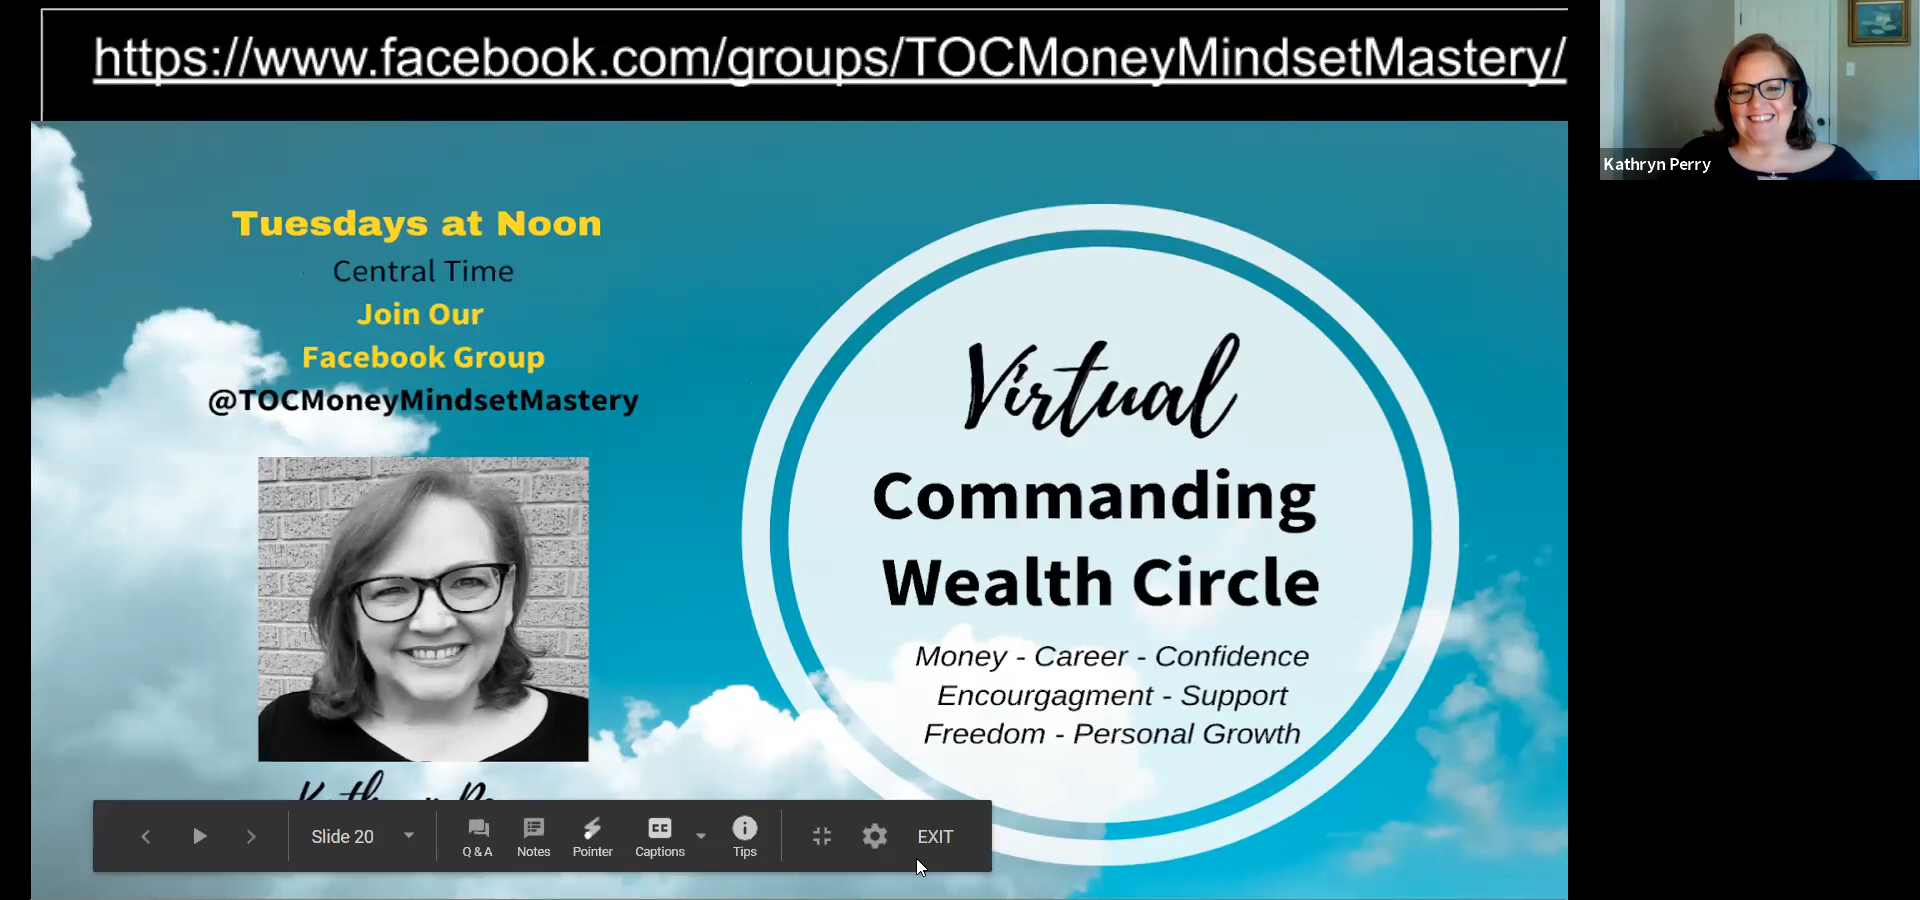 https://www.facebook.com/groups/TOCMoneyMindsetMastery/
Kathryn Perry
Tuesdays at Noon
Central Time
Join Our
Facebook Group
@TOCMoneyMindsetMastery
Virtual
Commanding
Wealth Circle
Money - Career - Confidence
Encourgagment - Support
Freedom - Personal Growth
Slide 20
Q & A
Notes
Pointer
CC
Captions
Tips
EXIT